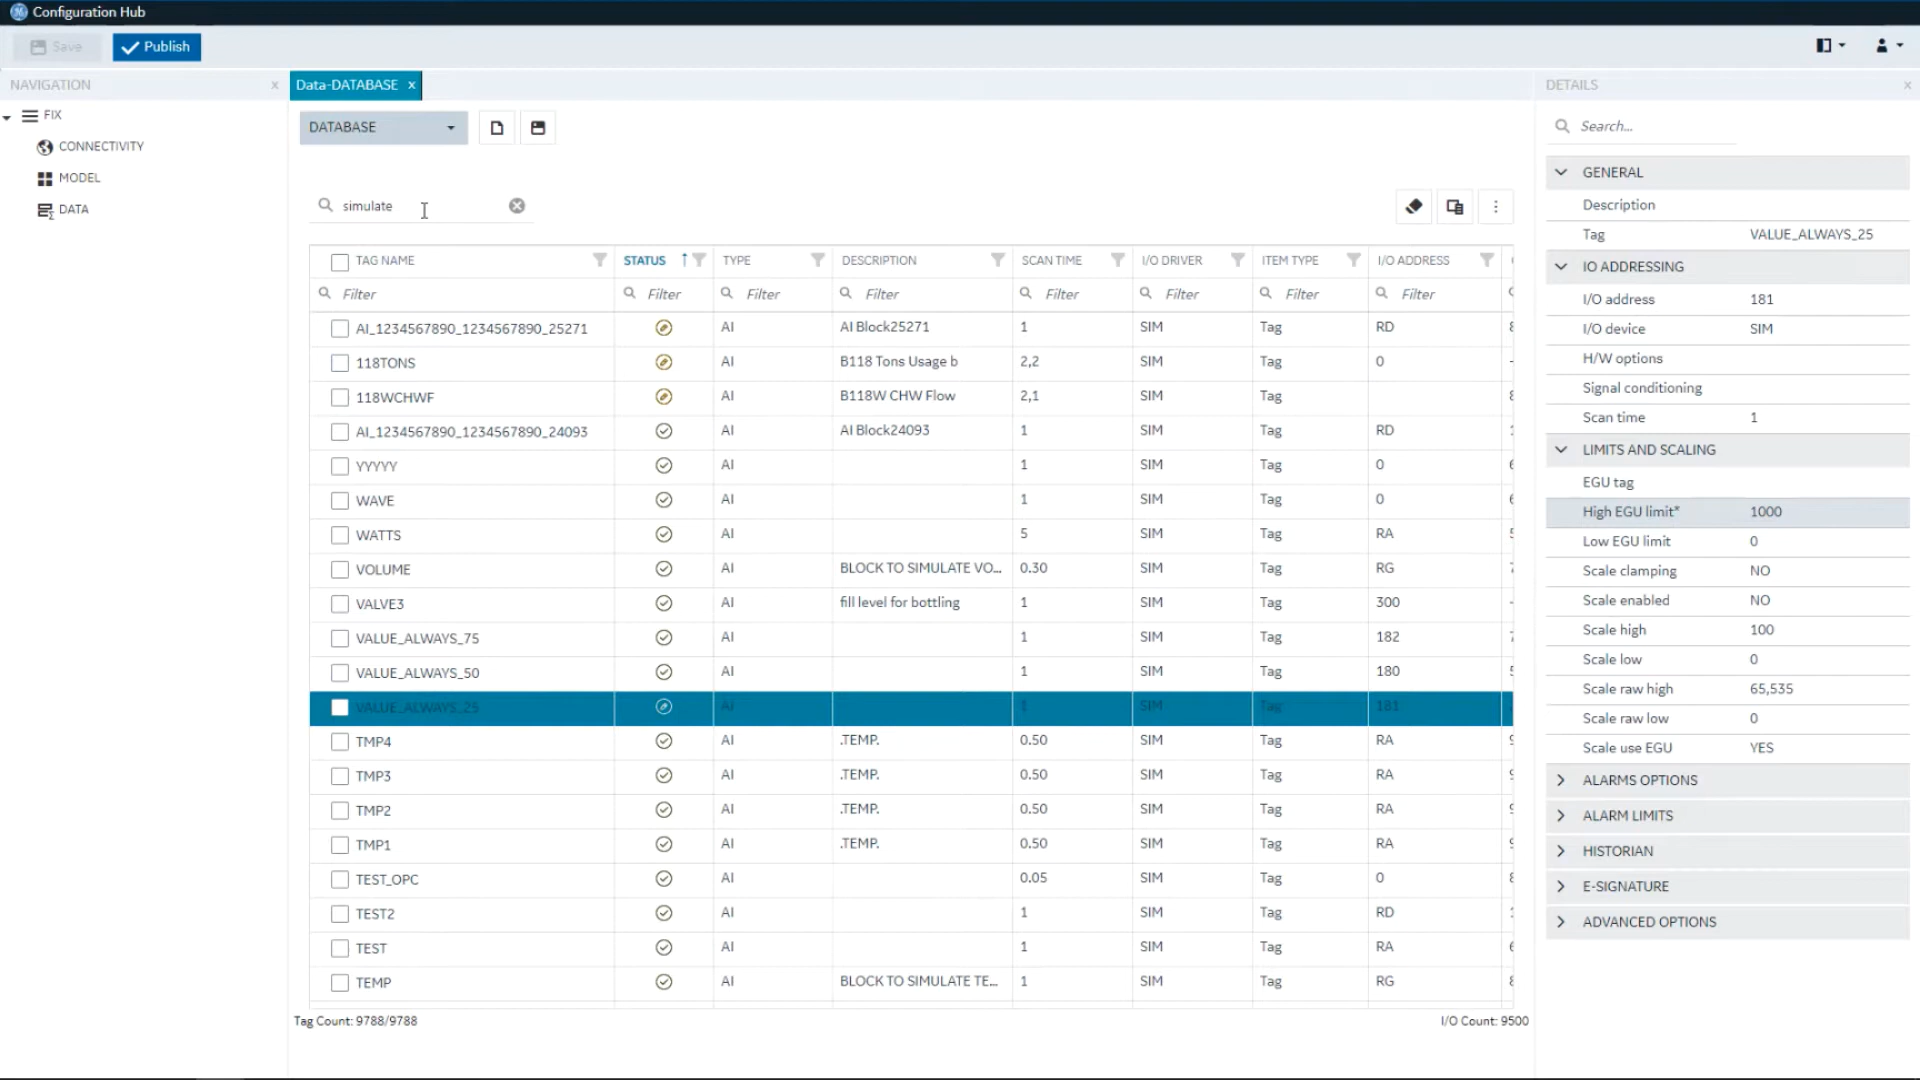 Configuration Hub
Save Publish
NAVIGATION x
FIX
CONNECTIVITY
MODEL
DATA
Data-DATABASE x
DATABASE
simulate
TAG NAME STATUS TYPE DESCRIPTION SCAN TIME I/O DRIVER ITEM TYPE I/O ADDRESS
Filter Filter Filter Filter Filter Filter Filter Filter
AI_1234567890_1234567890_25271 AI AI Block25271 1 SIM Tag RD
118TONS AI B118 Tons Usage b 2,2 SIM Tag 0
118WCHWF AI B118W CHW Flow 2,1 SIM Tag
AI_1234567890_1234567890_24093 AI AI Block24093 1 SIM Tag RD
YYYYY AI 1 SIM Tag 0
WAVE AI 1 SIM Tag 0
WATTS AI 5 SIM Tag RA
VOLUME AI BLOCK TO SIMULATE VO... 0.30 SIM Tag RG
VALVE3 AI fill level for bottling 1 SIM Tag 300
VALUE_ALWAYS_75 AI 1 SIM Tag 182
VALUE_ALWAYS_50 AI 1 SIM Tag 180
VALUE_ALWAYS_25 AI 1 SIM Tag 181
TMP4 AI .TEMP. 0.50 SIM Tag RA
TMP3 AI .TEMP. 0.50 SIM Tag RA
TMP2 AI .TEMP. 0.50 SIM Tag RA
TMP1 AI .TEMP. 0.50 SIM Tag RA
TEST_OPC AI 0.05 SIM Tag 0
TEST2 AI 1 SIM Tag RD
TEST AI 1 SIM Tag RA
TEMP AI BLOCK TO SIMULATE TE... 1 SIM Tag RG
Tag Count: 9788/9788 I/O Count: 9500
DETAILS x
Search...
GENERAL
Description
Tag VALUE_ALWAYS_25
IO ADDRESSING
I/O address 181
I/O device SIM
H/W options
Signal conditioning
Scan time 1
LIMITS AND SCALING
EGU tag
High EGU limit* 1000
Low EGU limit 0
Scale clamping NO
Scale enabled NO
Scale high 100
Scale low 0
Scale raw high 65,535
Scale raw low 0
Scale use EGU YES
ALARMS OPTIONS
ALARM LIMITS
HISTORIAN
E-SIGNATURE
ADVANCED OPTIONS